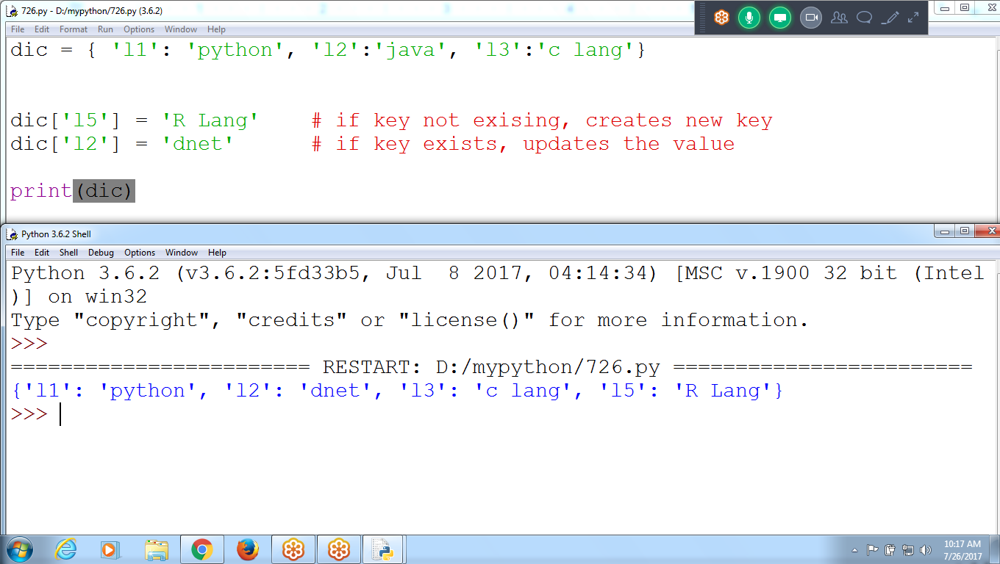 726.py - D:/mypython/726.py (3.6.2)
File Edit Format Run Options Window Help
dic = { 'l1': 'python', 'l2':'java', 'l3':'c lang'}
dic['l5'] = 'R Lang'    # if key not exising, creates new key
dic['l2'] = 'dnet'      # if key exists, updates the value
print(dic)
Python 3.6.2 Shell
File Edit Shell Debug Options Window Help
Python 3.6.2 (v3.6.2:5fd33b5, Jul  8 2017, 04:14:34) [MSC v.1900 32 bit (Intel
)] on win32
Type "copyright", "credits" or "license()" for more information.
>>>
======================== RESTART: D:/mypython/726.py ========================
{'l1': 'python', 'l2': 'dnet', 'l3': 'c lang', 'l5': 'R Lang'}
>>>
10:17 AM
7/26/2017